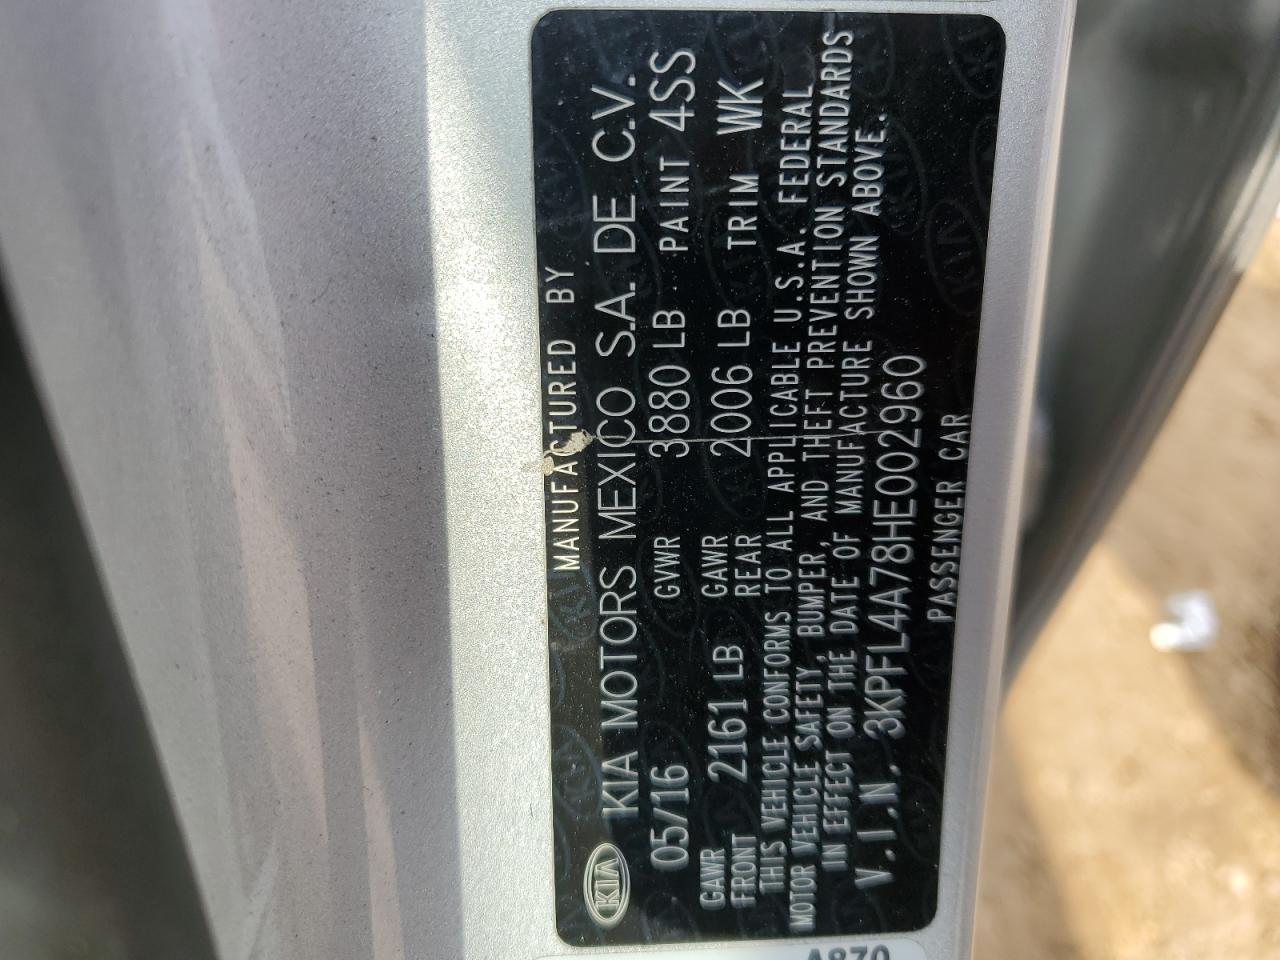 MANUFACTURED BY
KIA KIA MOTORS MEXICO S.A. DE C.V.
05/16 GVWR 3880 LB PAINT 4SS
GAWR FRONT 2161 LB GAWR REAR 2006 LB TRIM WK
THIS VEHICLE CONFORMS TO ALL APPLICABLE U.S.A. FEDERAL
MOTOR VEHICLE SAFETY, BUMPER, AND THEFT PREVENTION STANDARDS
IN EFFECT ON THE DATE OF MANUFACTURE SHOWN ABOVE.
V.I.N. 3KPFL4A78HE002960
PASSENGER CAR
A870